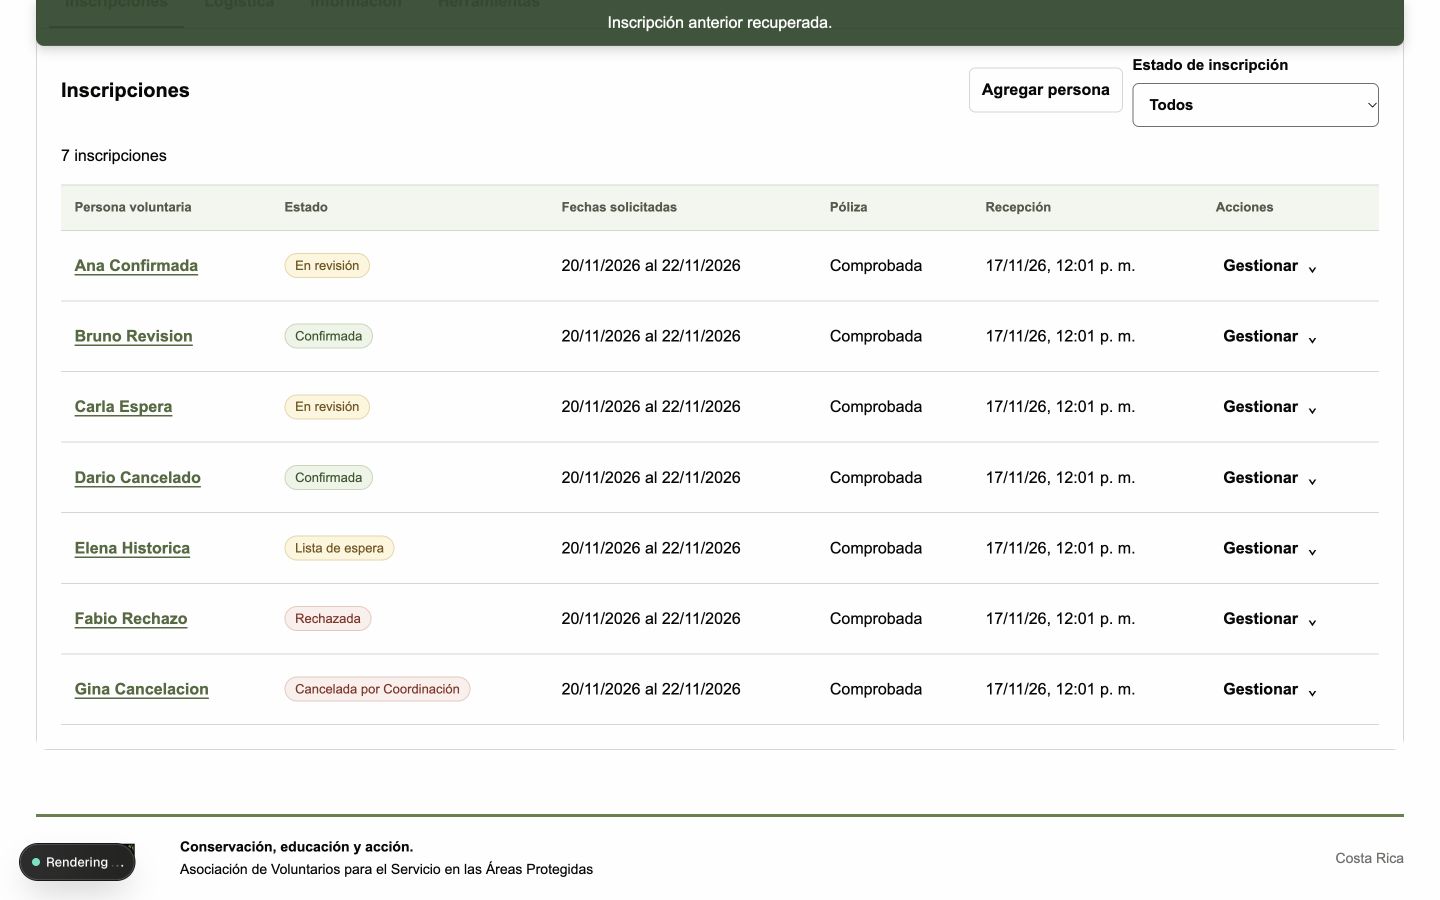 Inscripciones Logística Información Herramientas
Inscripción anterior recuperada.
Inscripciones
Agregar persona
Estado de inscripción
Todos
7 inscripciones
Persona voluntaria Estado Fechas solicitadas Póliza Recepción Acciones
Ana Confirmada En revisión 20/11/2026 al 22/11/2026 Comprobada 17/11/26, 12:01 p. m. Gestionar
Bruno Revision Confirmada 20/11/2026 al 22/11/2026 Comprobada 17/11/26, 12:01 p. m. Gestionar
Carla Espera En revisión 20/11/2026 al 22/11/2026 Comprobada 17/11/26, 12:01 p. m. Gestionar
Dario Cancelado Confirmada 20/11/2026 al 22/11/2026 Comprobada 17/11/26, 12:01 p. m. Gestionar
Elena Historica Lista de espera 20/11/2026 al 22/11/2026 Comprobada 17/11/26, 12:01 p. m. Gestionar
Fabio Rechazo Rechazada 20/11/2026 al 22/11/2026 Comprobada 17/11/26, 12:01 p. m. Gestionar
Gina Cancelacion Cancelada por Coordinación 20/11/2026 al 22/11/2026 Comprobada 17/11/26, 12:01 p. m. Gestionar
Conservación, educación y acción.
Asociación de Voluntarios para el Servicio en las Áreas Protegidas
Costa Rica
Rendering ...